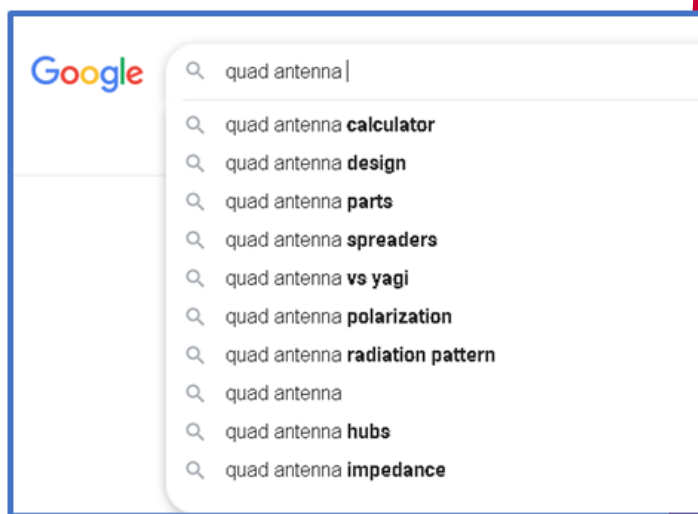 Google
quad antenna
quad antenna calculator
quad antenna design
quad antenna parts
quad antenna spreaders
quad antenna vs yagi
quad antenna polarization
quad antenna radiation pattern
quad antenna
quad antenna hubs
quad antenna impedance